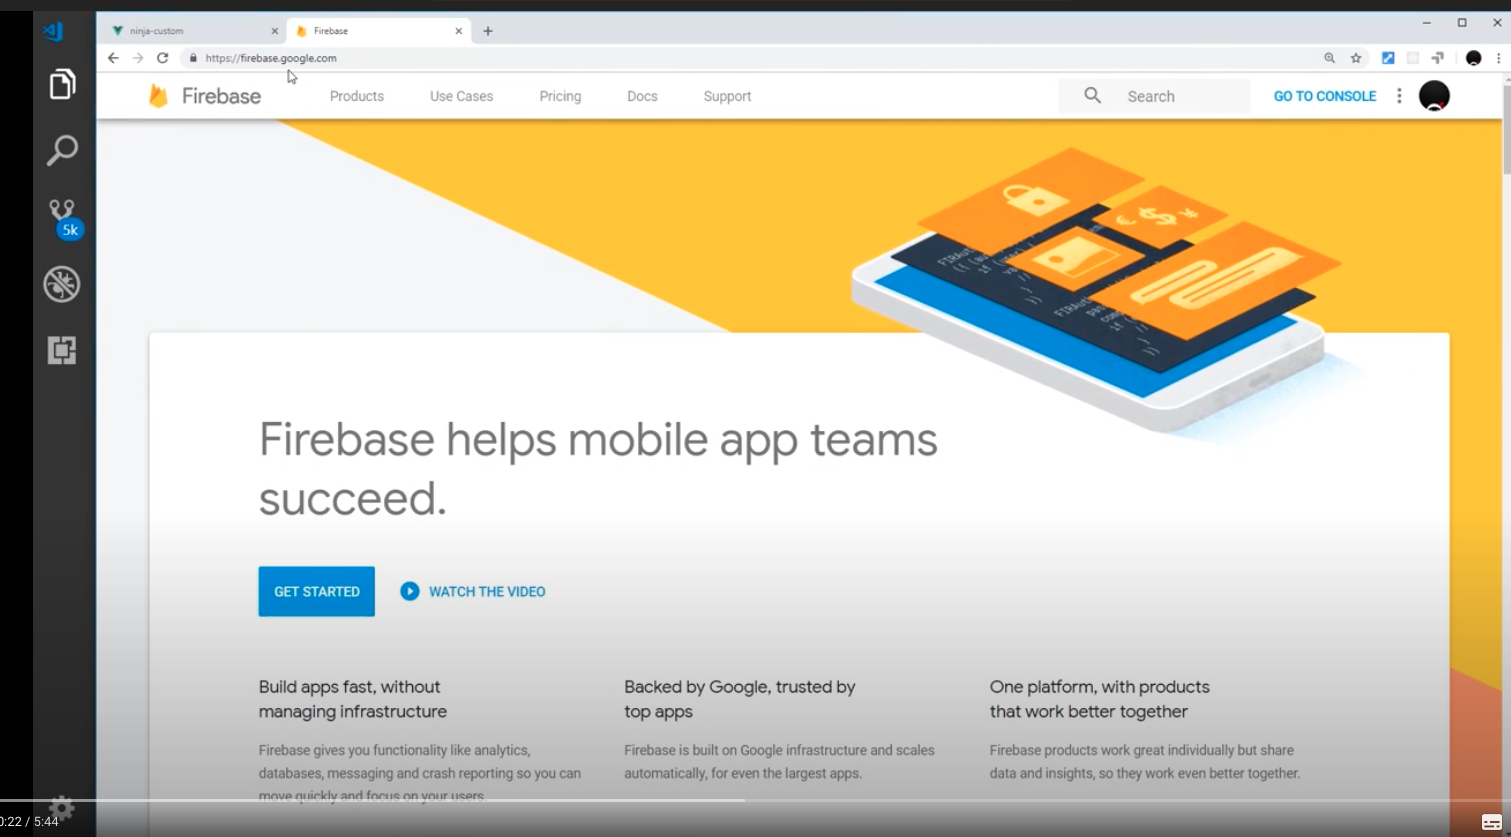 ninja-custom
Firebase
https://firebase.google.com
Firebase
Products
Use Cases
Pricing
Docs
Support
Search
GO TO CONSOLE
5k
Firebase helps mobile app teams
succeed.
GET STARTED
WATCH THE VIDEO
Build apps fast, without
managing infrastructure
Firebase gives you functionality like analytics,
databases, messaging and crash reporting so you can
move quickly and focus on your users.
Backed by Google, trusted by
top apps
Firebase is built on Google infrastructure and scales
automatically, for even the largest apps.
One platform, with products
that work better together
Firebase products work great individually but share
data and insights, so they work even better together.
0:22 / 5:44